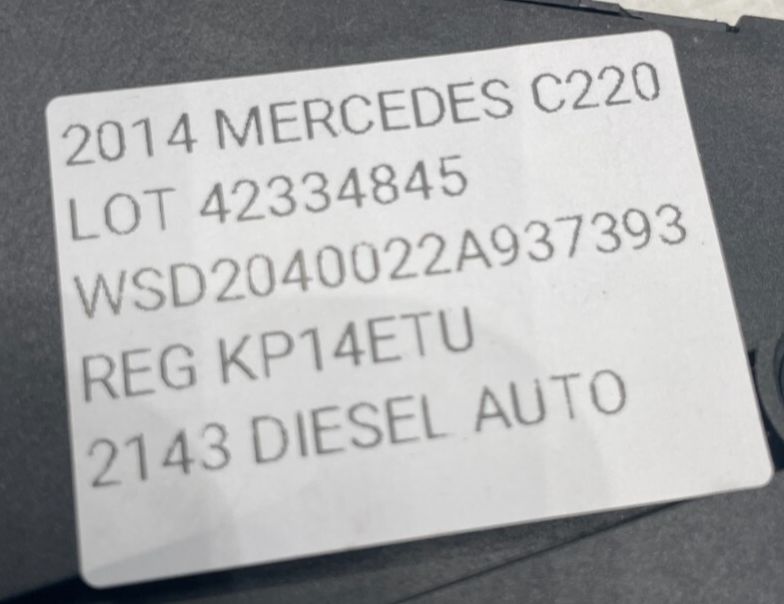 2014 MERCEDES C220
LOT 42334845
WSD2040022A937393
REG KP14ETU
2143 DIESEL AUTO